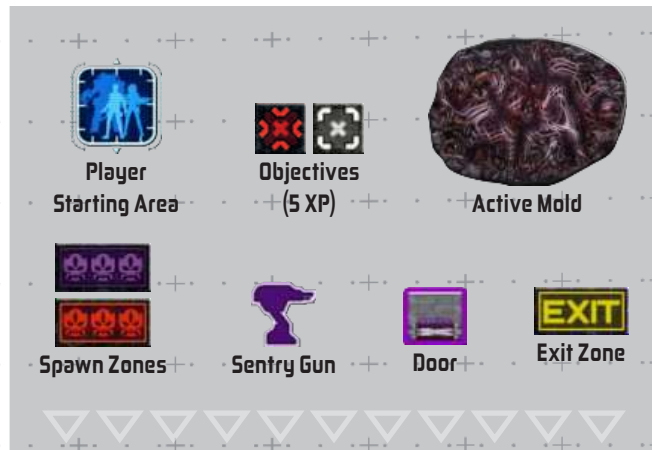 Player
Starting Area
Objectives
(5 XP)
Active Mold
Spawn Zones
Sentry Gun
Door
EXIT
Exit Zone